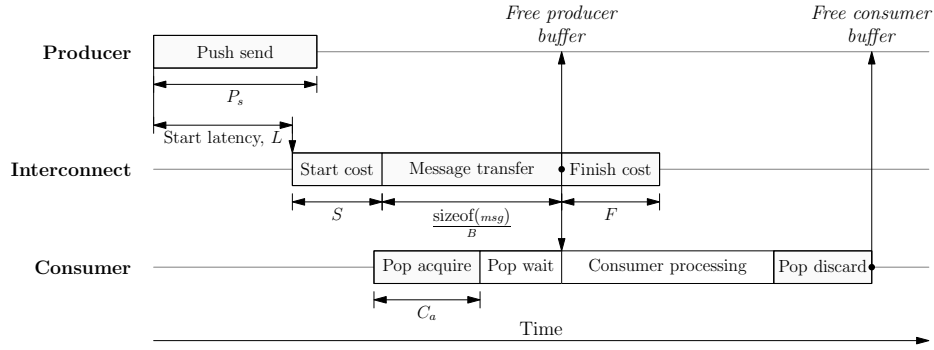 Free producer
buffer
Free consumer
buffer
Producer
Push send
P_s
Start latency, L
Interconnect
Start cost
Message transfer
Finish cost
S
sizeof(msg)
B
F
Consumer
Pop acquire
Pop wait
Consumer processing
Pop discard
C_a
Time